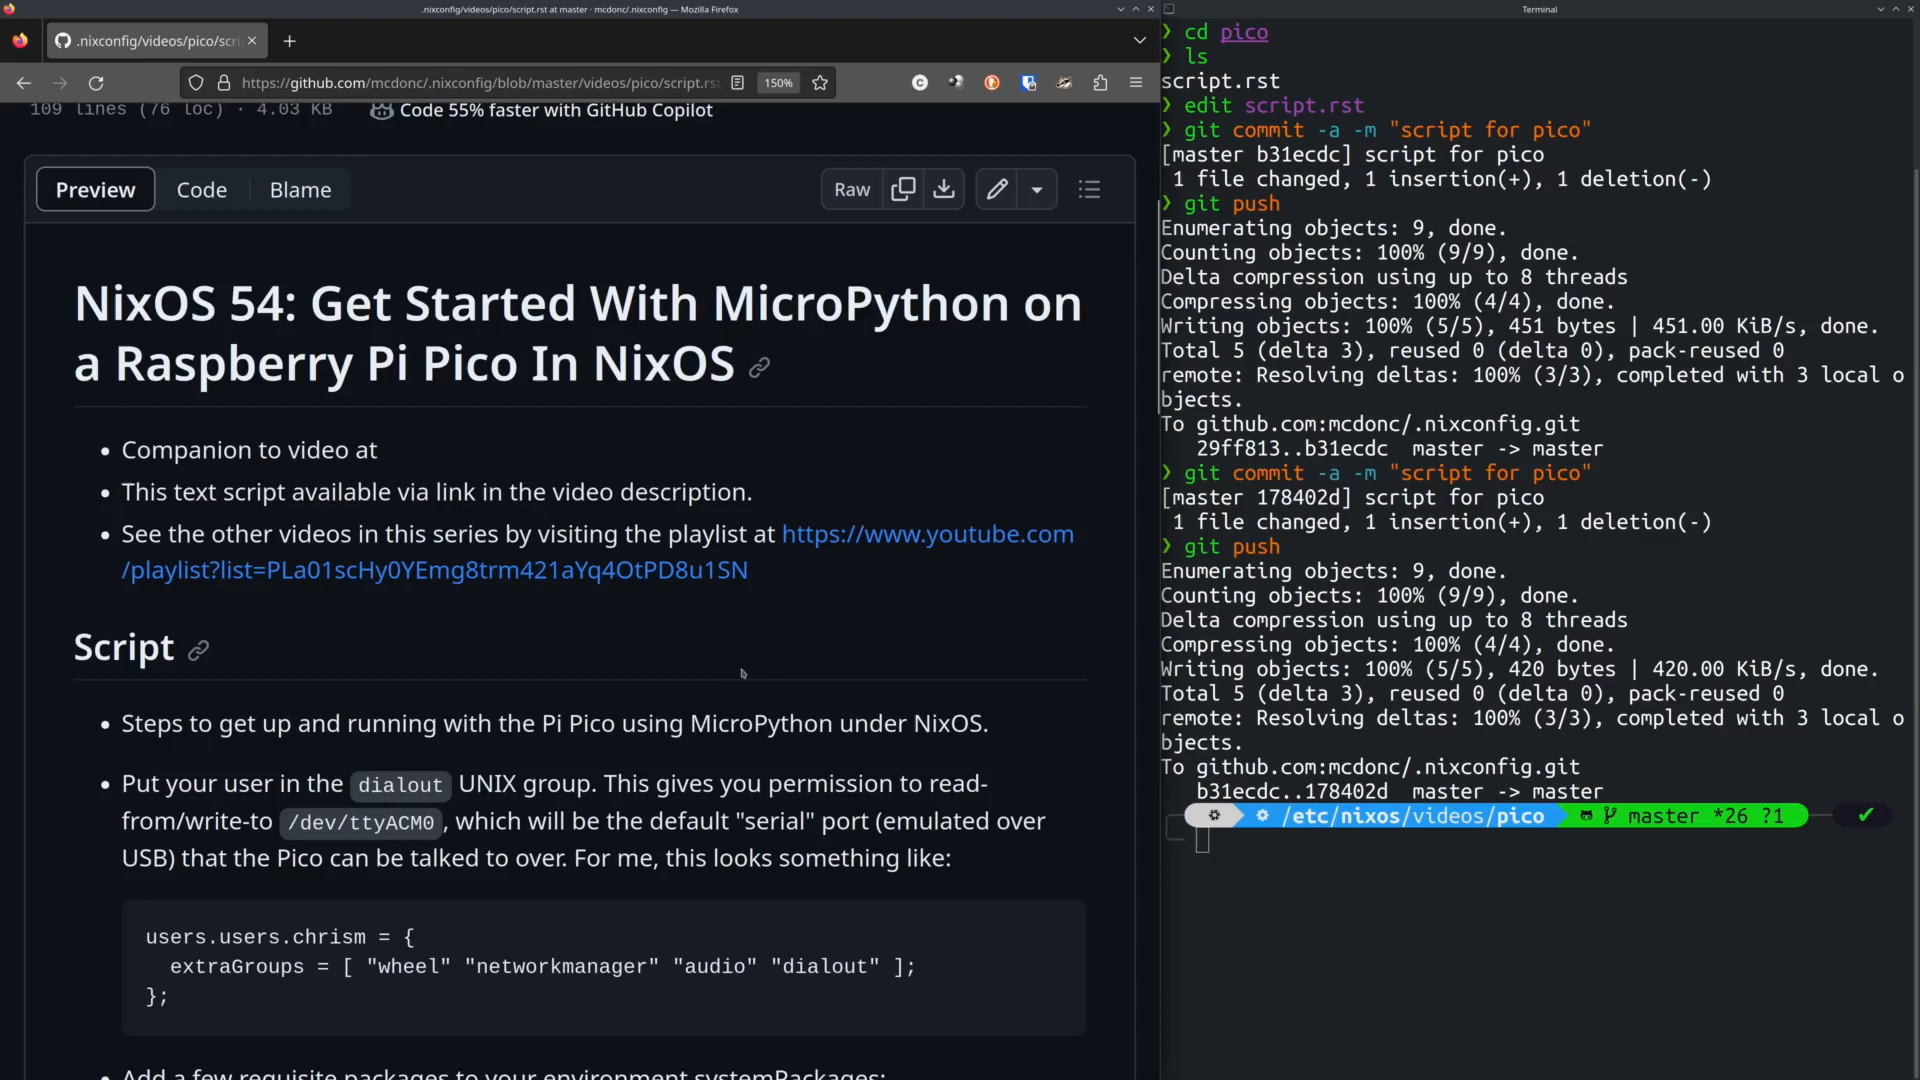 .nixconfig/videos/pico/script.rst at master · mcdonc/.nixconfig — Mozilla Firefox
.nixconfig/videos/pico/scri
https://github.com/mcdonc/.nixconfig/blob/master/videos/pico/script.rst
150%
109 lines (76 loc) · 4.03 KB
Code 55% faster with GitHub Copilot
Preview
Code
Blame
Raw
NixOS 54: Get Started With MicroPython on
a Raspberry Pi Pico In NixOS
• Companion to video at
• This text script available via link in the video description.
• See the other videos in this series by visiting the playlist at https://www.youtube.com
/playlist?list=PLa01scHy0YEmg8trm421aYq4OtPD8u1SN
Script
• Steps to get up and running with the Pi Pico using MicroPython under NixOS.
• Put your user in the dialout UNIX group. This gives you permission to read-
from/write-to /dev/ttyACM0, which will be the default "serial" port (emulated over
USB) that the Pico can be talked to over. For me, this looks something like:
users.users.chrism = {
extraGroups = [ "wheel" "networkmanager" "audio" "dialout" ];
};
• Add a few requisite packages to your environment.systemPackages:
Terminal
❯ cd pico
❯ ls
script.rst
❯ edit script.rst
❯ git commit -a -m "script for pico"
[master b31ecdc] script for pico
1 file changed, 1 insertion(+), 1 deletion(-)
❯ git push
Enumerating objects: 9, done.
Counting objects: 100% (9/9), done.
Delta compression using up to 8 threads
Compressing objects: 100% (4/4), done.
Writing objects: 100% (5/5), 451 bytes | 451.00 KiB/s, done.
Total 5 (delta 3), reused 0 (delta 0), pack-reused 0
remote: Resolving deltas: 100% (3/3), completed with 3 local o
bjects.
To github.com:mcdonc/.nixconfig.git
29ff813..b31ecdc master -> master
❯ git commit -a -m "script for pico"
[master 178402d] script for pico
1 file changed, 1 insertion(+), 1 deletion(-)
❯ git push
Enumerating objects: 9, done.
Counting objects: 100% (9/9), done.
Delta compression using up to 8 threads
Compressing objects: 100% (4/4), done.
Writing objects: 100% (5/5), 420 bytes | 420.00 KiB/s, done.
Total 5 (delta 3), reused 0 (delta 0), pack-reused 0
remote: Resolving deltas: 100% (3/3), completed with 3 local o
bjects.
To github.com:mcdonc/.nixconfig.git
b31ecdc..178402d master -> master
/etc/nixos/videos/pico master *26 ?1 ✔